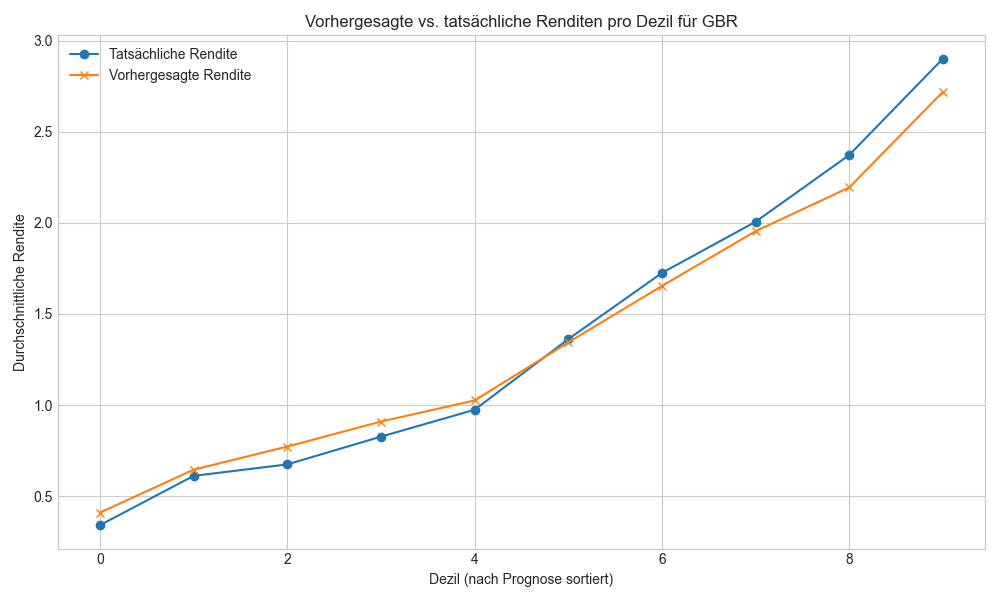 Vorhergesagte vs. tatsächliche Renditen pro Dezil für GBR
Tatsächliche Rendite
Vorhergesagte Rendite
Durchschnittliche Rendite
3.0
2.5
2.0
1.5
1.0
0.5
0 2 4 6 8
Dezil (nach Prognose sortiert)